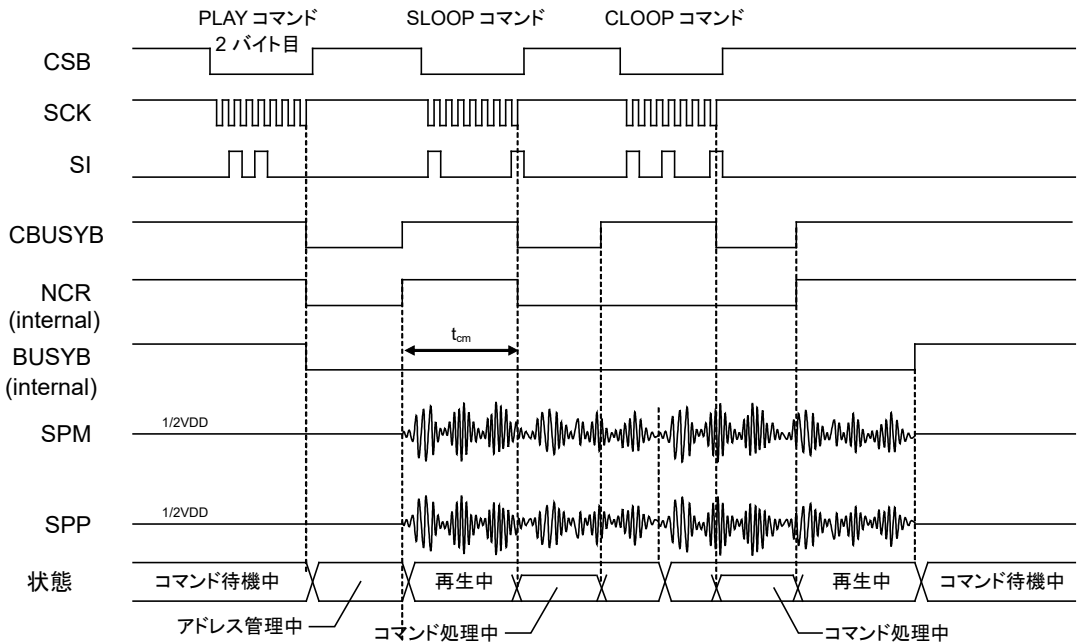 PLAY コマンド
2 バイト目
SLOOP コマンド
CLOOP コマンド
CSB
SCK
SI
CBUSYB
NCR
(internal)
tcm
BUSYB
(internal)
1/2VDD
SPM
1/2VDD
SPP
状態
コマンド待機中
再生中
再生中
コマンド待機中
アドレス管理中
コマンド処理中
コマンド処理中